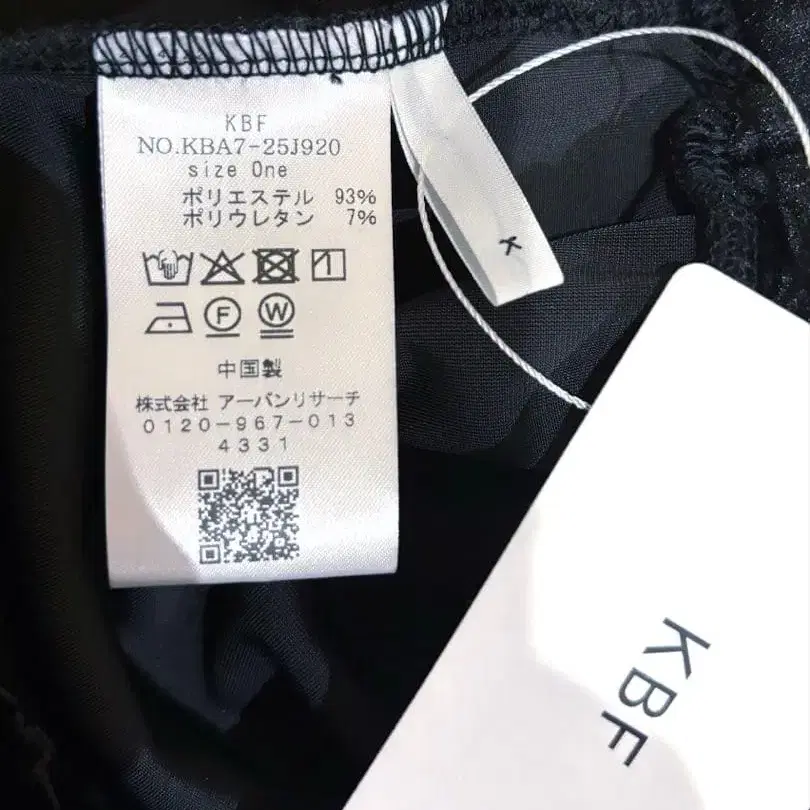 KBF
NO.KBA7-25J920
size One
ポリエステル 93%
ポリウレタン 7%
F W
中国製
株式会社 アーバンリサーチ
0120-967-013
4331
K
KBF